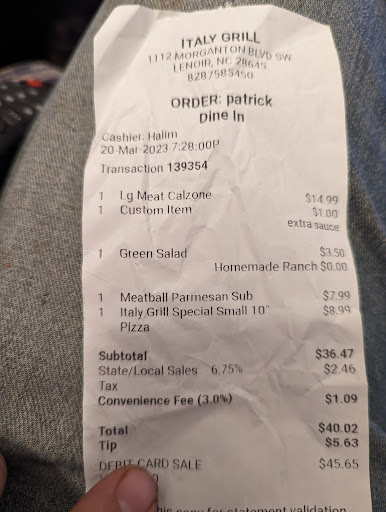 ITALY GRILL
1112 MORGANTON BLVD SW
LENOIR, NC 28645
8287585450
ORDER: patrick
Dine In
Cashier: Halim
20-Mar-2023 7:28:00P
Transaction 139354
1 Lg Meat Calzone $14.99
1 Custom Item $1.00
extra sauce
1 Green Salad $3.50
Homemade Ranch $0.00
1 Meatball Parmesan Sub $7.99
1 Italy Grill Special Small 10" $8.99
Pizza
Subtotal $36.47
State/Local Sales 6.75% $2.46
Tax
Convenience Fee (3.0%) $1.09
Total $40.02
Tip $5.63
DEBIT CARD SALE $45.65
copy for statement validation